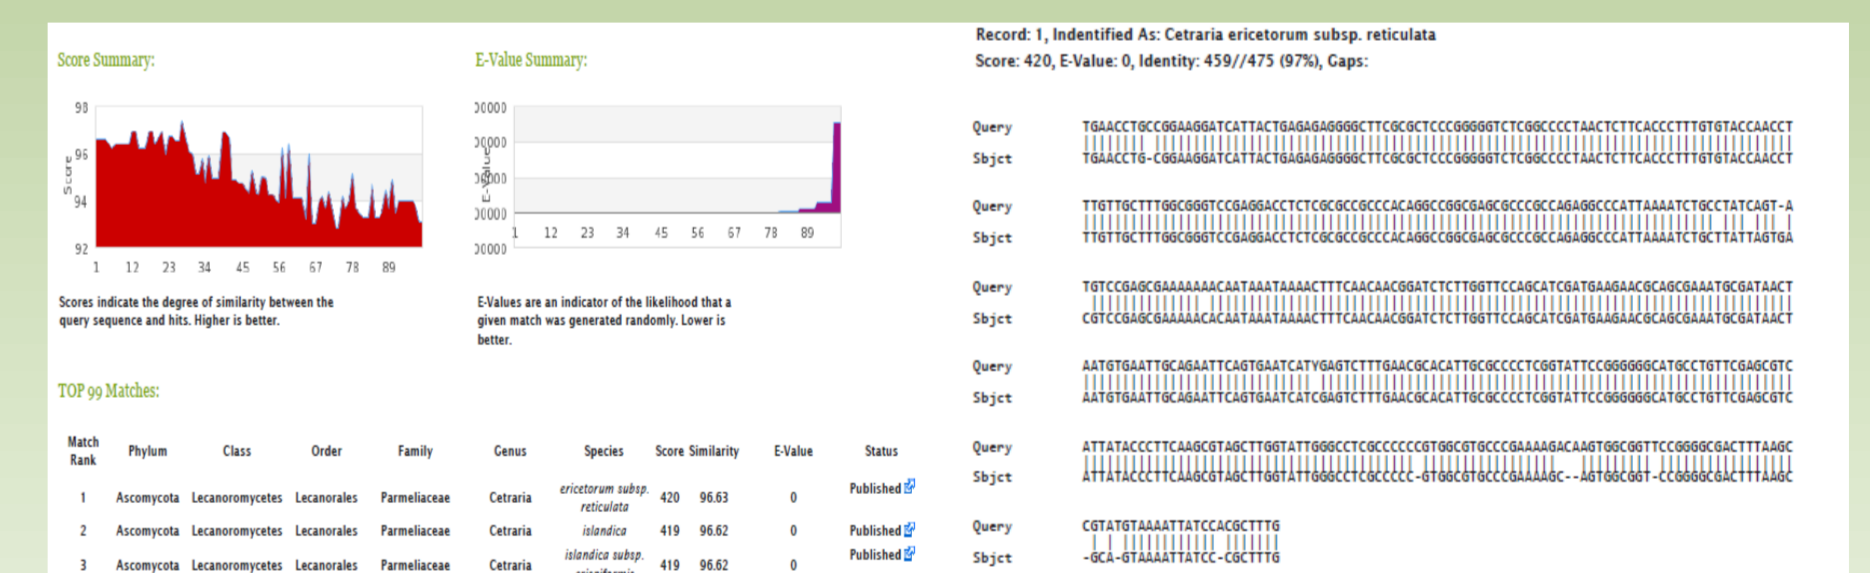 Score Summary:
98
96
94
92
Score
1 12 23 34 45 56 67 78 89
Scores indicate the degree of similarity between the
query sequence and hits. Higher is better.
E-Value Summary:
00000
00000
00000
00000
00000
E-Value
1 12 23 34 45 56 67 78 89
E-Values are an indicator of the likelihood that a
given match was generated randomly. Lower is
better.
TOP 99 Matches:
Match Rank Phylum Class Order Family Genus Species Score Similarity E-Value Status
1 Ascomycota Lecanoromycetes Lecanorales Parmeliaceae Cetraria ericetorum subsp. reticulata 420 96.63 0 Published
2 Ascomycota Lecanoromycetes Lecanorales Parmeliaceae Cetraria islandica 419 96.62 0 Published
3 Ascomycota Lecanoromycetes Lecanorales Parmeliaceae Cetraria islandica subsp. 419 96.62 0 Published
Record: 1, Indentified As: Cetraria ericetorum subsp. reticulata
Score: 420, E-Value: 0, Identity: 459//475 (97%), Gaps:
Query TGAACCTGCCGGAAGGATCATTACTGAGAGAGGGGCTTCGCGCTCCCGGGGGTCTCGGCCCCTAACTCTTCACCCTTTGTGTACCAACCT
Sbjct TGAACCTG-CGGAAGGATCATTACTGAGAGAGGGGCTTCGCGCTCCCGGGGGTCTCGGCCCCTAACTCTTCACCCTTTGTGTACCAACCT
Query TTGTTGCTTTGGCGGGTCCGAGGACCTCTCGCGCCGCCCACAGGCCGGCGAGCGCCCGCCAGAGGCCCATTAAAATCTGCCTATCAGT-A
Sbjct TTGTTGCTTTGGCGGGTCCGAGGACCTCTCGCGCCGCCCACAGGCCGGCGAGCGCCCGCCAGAGGCCCATTAAAATCTGCTTATTAGTGA
Query TGTCCGAGCGAAAAAAACAATAAATAAAACTTTCAACAACGGATCTCTTGGTTCCAGCATCGATGAAGAACGCAGCGAAATGCGATAACT
Sbjct CGTCCGAGCGAAAAACACAATAAATAAAACTTTCAACAACGGATCTCTTGGTTCCAGCATCGATGAAGAACGCAGCGAAATGCGATAACT
Query AATGTGAATTGCAGAATTCAGTGAATCATYGAGTCTTTGAACGCACATTGCGCCCCTCGGTATTCCGGGGGGCATGCCTGTTCGAGCGTC
Sbjct AATGTGAATTGCAGAATTCAGTGAATCATCGAGTCTTTGAACGCACATTGCGCCCCTCGGTATTCCGGGGGGCATGCCTGTTCGAGCGTC
Query ATTATACCCTTCAAGCGTAGCTTGGTATTGGGCCTCGCCCCCCGTGGCGTGCCCGAAAAGACAAGTGGCGGTTCCGGGGCGACTTTAAGC
Sbjct ATTATACCCTTCAAGCGTAGCTTGGTATTGGGCCTCGCCCCC-GTGGCGTGCCCGAAAAGC--AGTGGCGGT-CCGGGGCGACTTTAAGC
Query CGTATGTAAAATTATCCACGCTTTG
Sbjct -GCA-GTAAAATTATCC-CGCTTTG